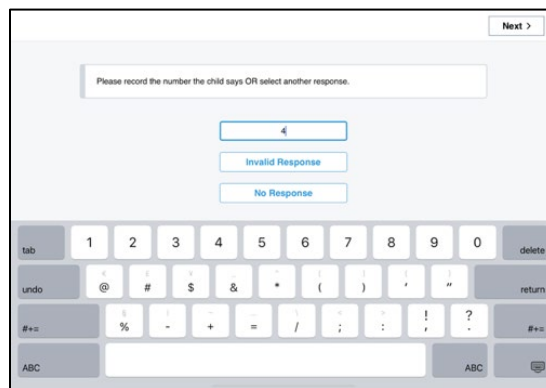 Next >
Please record the number the child says OR select another response.
4
Invalid Response
No Response
tab 1 2 3 4 5 6 7 8 9 0 delete
undo @ # $ & * ( ) ' " return
#+= % - + = / ; : ! , ? . #+=
ABC ABC